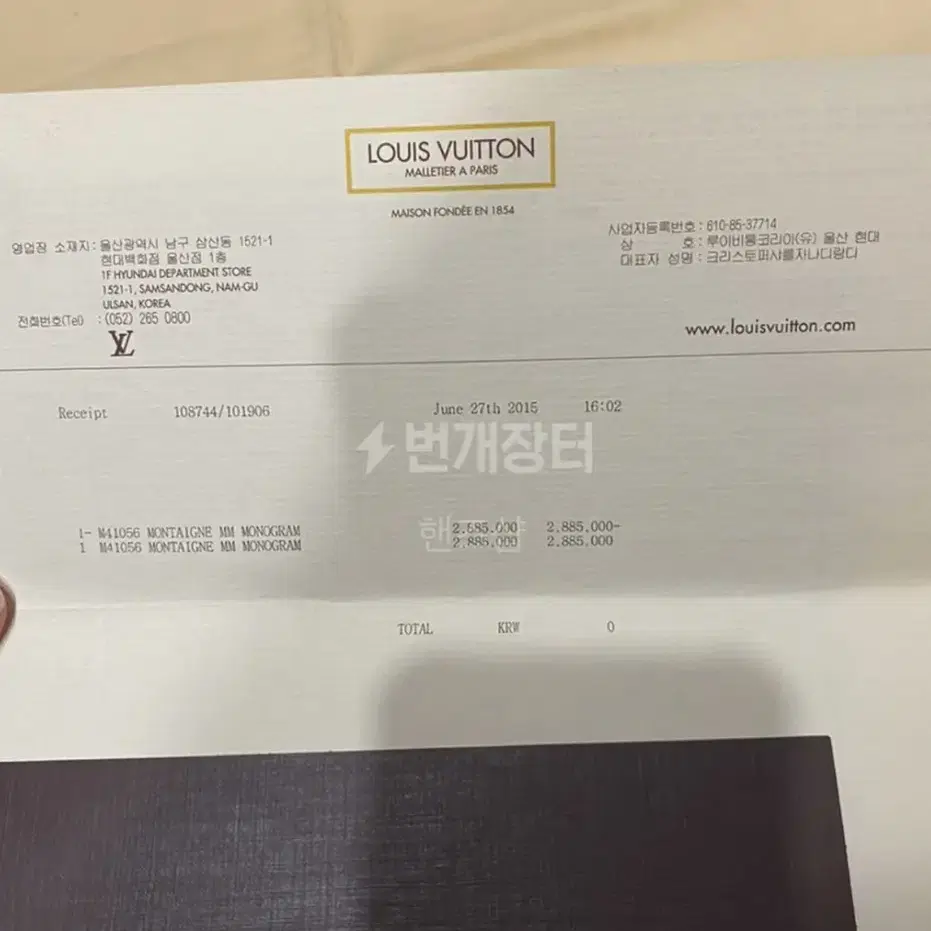 LOUIS VUITTON
MALLETIER A PARIS
MAISON FONDÉE EN 1854
영업장 소재지 : 울산광역시 남구 삼산동 1521-1
현대백화점 울산점 1층
1F HYUNDAI DEPARTMENT STORE
1521-1, SAMSANDONG, NAM-GU
ULSAN, KOREA
전화번호(Tel) : (052) 265 0800
LV
사업자등록번호 : 610-85-37714
상 호 : 루이비통코리아(유) 울산 현대
대표자 성명 : 크리스토퍼샤를자나디랑디
www.louisvuitton.com
Receipt 108744/101906 June 27th 2015 16:02
번개장터
1- M41056 MONTAIGNE MM MONOGRAM 2.885.000 2.885.000-
1 M41056 MONTAIGNE MM MONOGRAM 2.885.000 2.885.000
TOTAL KRW 0